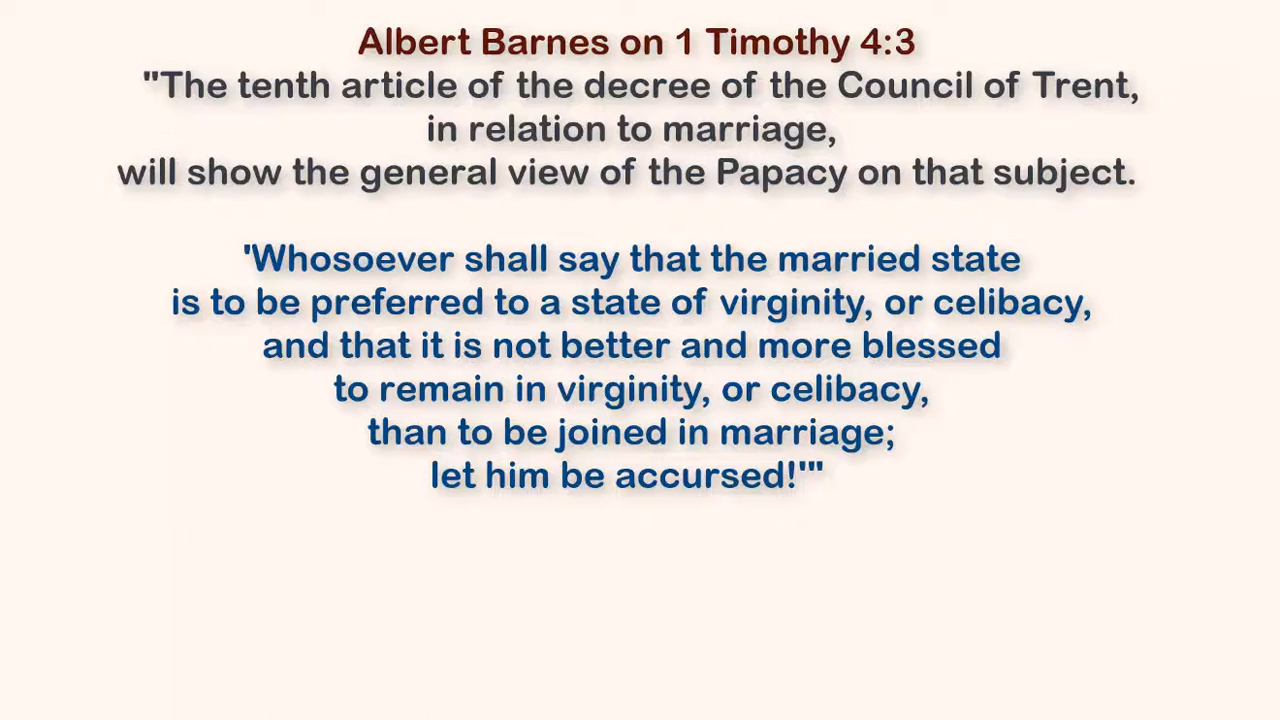 Albert Barnes on 1 Timothy 4:3
"The tenth article of the decree of the Council of Trent,
in relation to marriage,
will show the general view of the Papacy on that subject.
'Whosoever shall say that the married state
is to be preferred to a state of virginity, or celibacy,
and that it is not better and more blessed
to remain in virginity, or celibacy,
than to be joined in marriage;
let him be accursed!'"